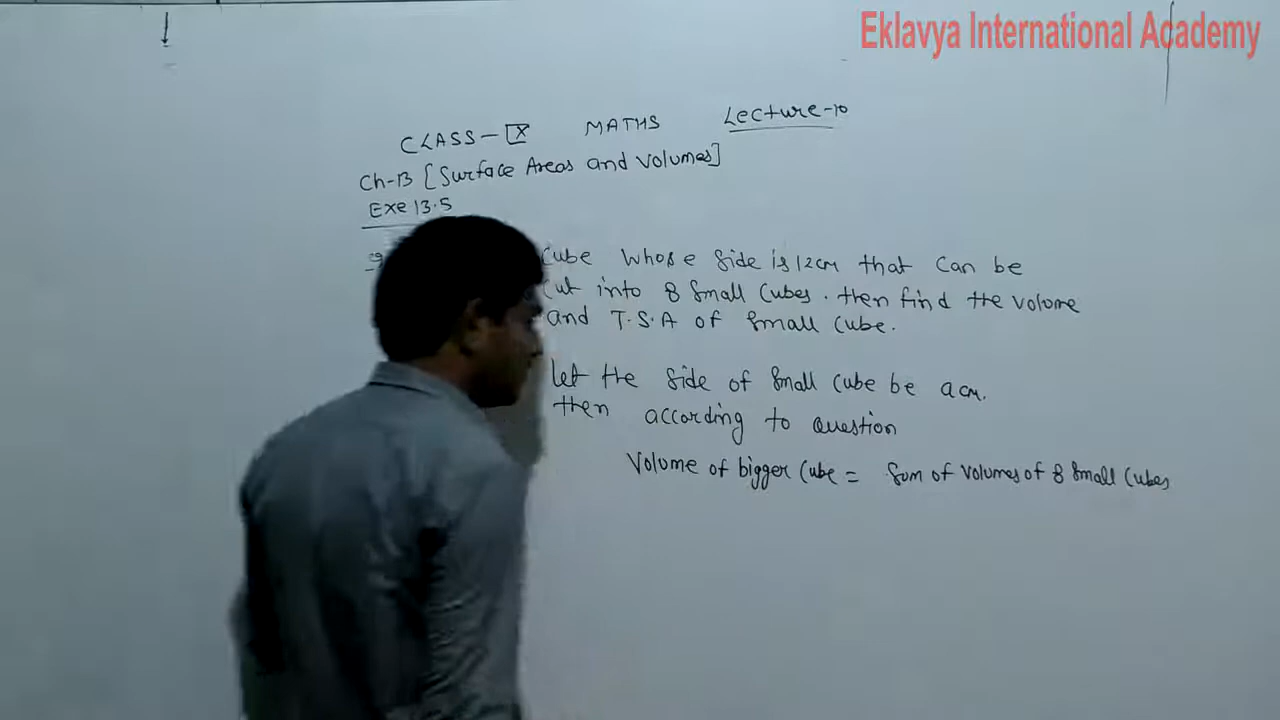 Eklavya International Academy
CLASS - IX MATHS Lecture-10
Ch-13 [Surface Areas and Volumes]
Exe 13.5
Cube whose side is 12cm that can be
Cut into 8 small cubes. then find the volume
and T.S.A of small cube.
Let the side of small cube be a cm.
then according to question
Volume of bigger Cube = Sum of volumes of 8 small cubes